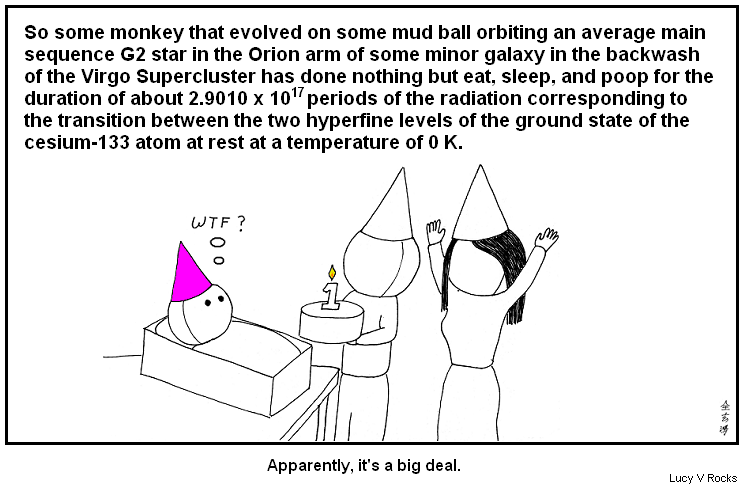 So some monkey that evolved on some mud ball orbiting an average main
sequence G2 star in the Orion arm of some minor galaxy in the backwash
of the Virgo Supercluster has done nothing but eat, sleep, and poop for the
duration of about 2.9010 x 10¹⁷ periods of the radiation corresponding to
the transition between the two hyperfine levels of the ground state of the
cesium-133 atom at rest at a temperature of 0 K.
WTF ?
1
Apparently, it's a big deal.
Lucy V Rocks